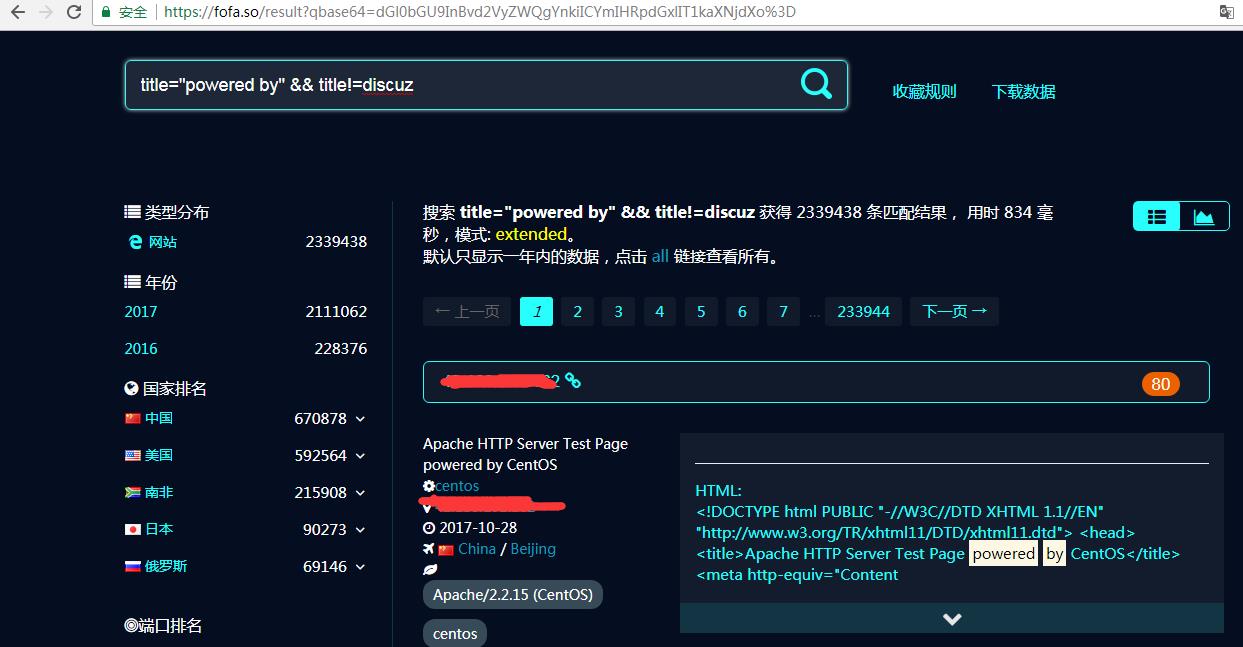 安全
https://fofa.so/result?qbase64=dGl0bGU9InBvd2VyZWQgYnkiICYmIHRpdGxlIT1kaXNjdXo%3D
title="powered by" && title!=discuz
收藏规则
下载数据
类型分布
网站 2339438
年份
2017 2111062
2016 228376
国家排名
中国 670878
美国 592564
南非 215908
日本 90273
俄罗斯 69146
端口排名
搜索 title="powered by" && title!=discuz 获得 2339438 条匹配结果， 用时 834 毫
秒，模式: extended。
默认只显示一年内的数据，点击 all 链接查看所有。
← 上一页 1 2 3 4 5 6 7 ... 233944 下一页 →
80
Apache HTTP Server Test Page
powered by CentOS
centos
2017-10-28
China / Beijing
Apache/2.2.15 (CentOS)
centos
HTML:
<!DOCTYPE html PUBLIC "-//W3C//DTD XHTML 1.1//EN"
"http://www.w3.org/TR/xhtml11/DTD/xhtml11.dtd"> <head>
<title>Apache HTTP Server Test Page powered by CentOS</title>
<meta http-equiv="Content